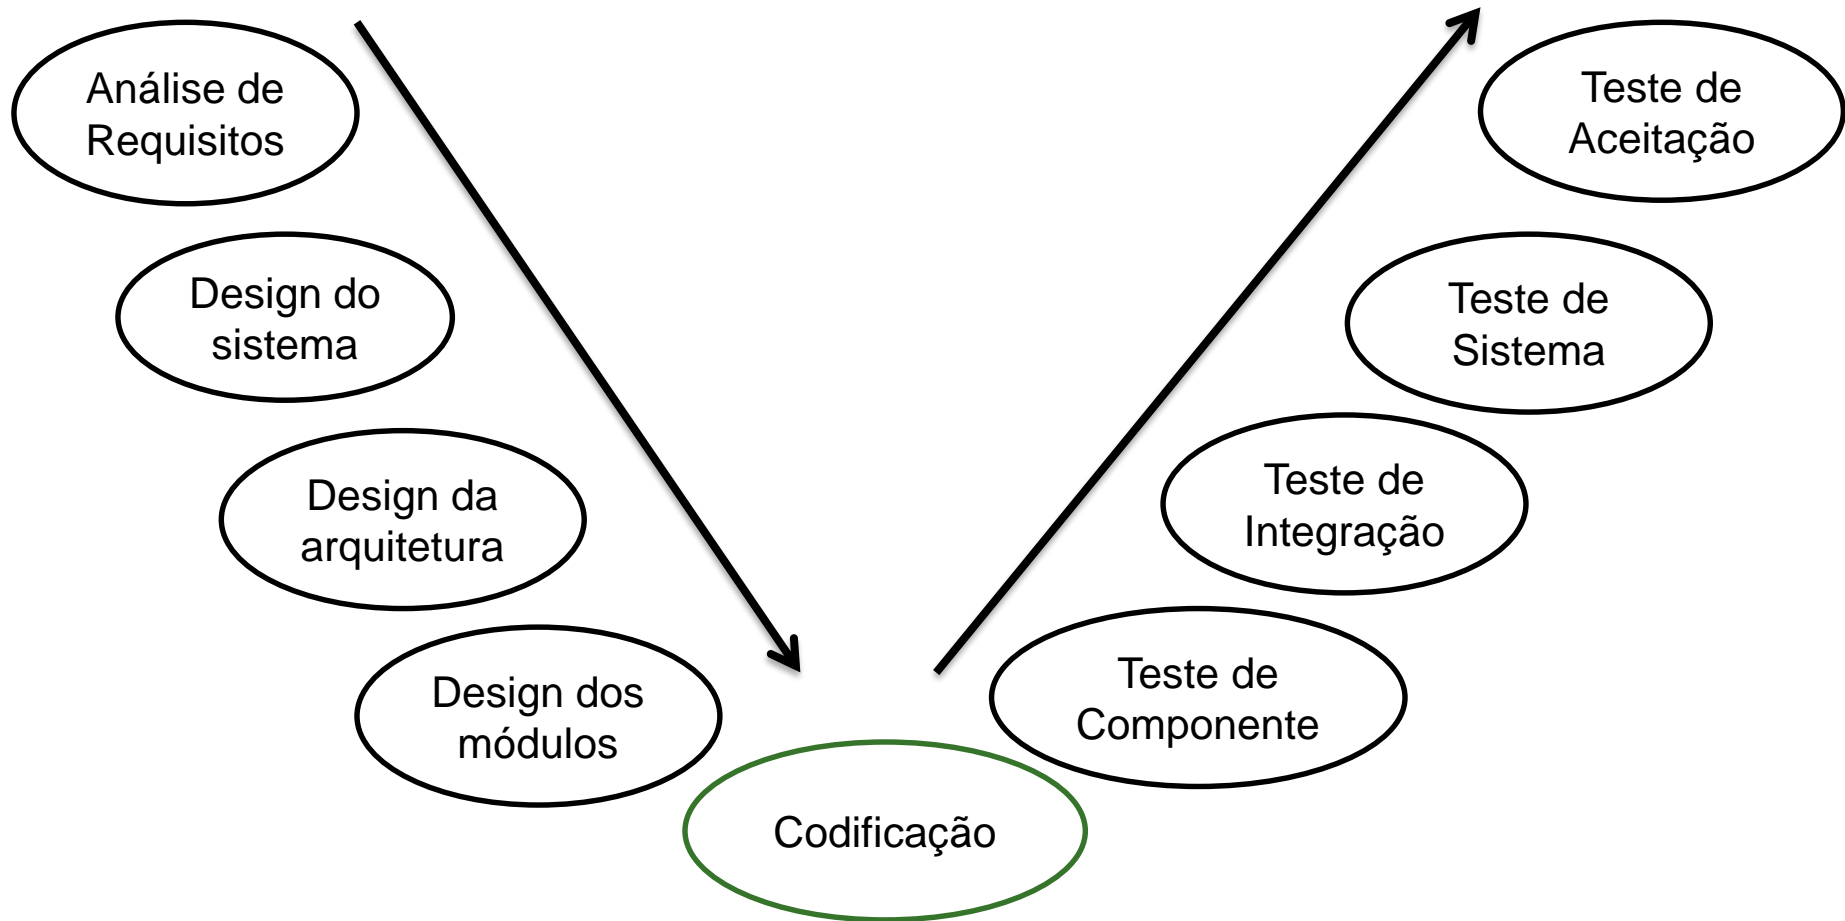 Análise de
Requisitos
Design do
sistema
Design da
arquitetura
Design dos
módulos
Codificação
Teste de
Componente
Teste de
Integração
Teste de
Sistema
Teste de
Aceitação